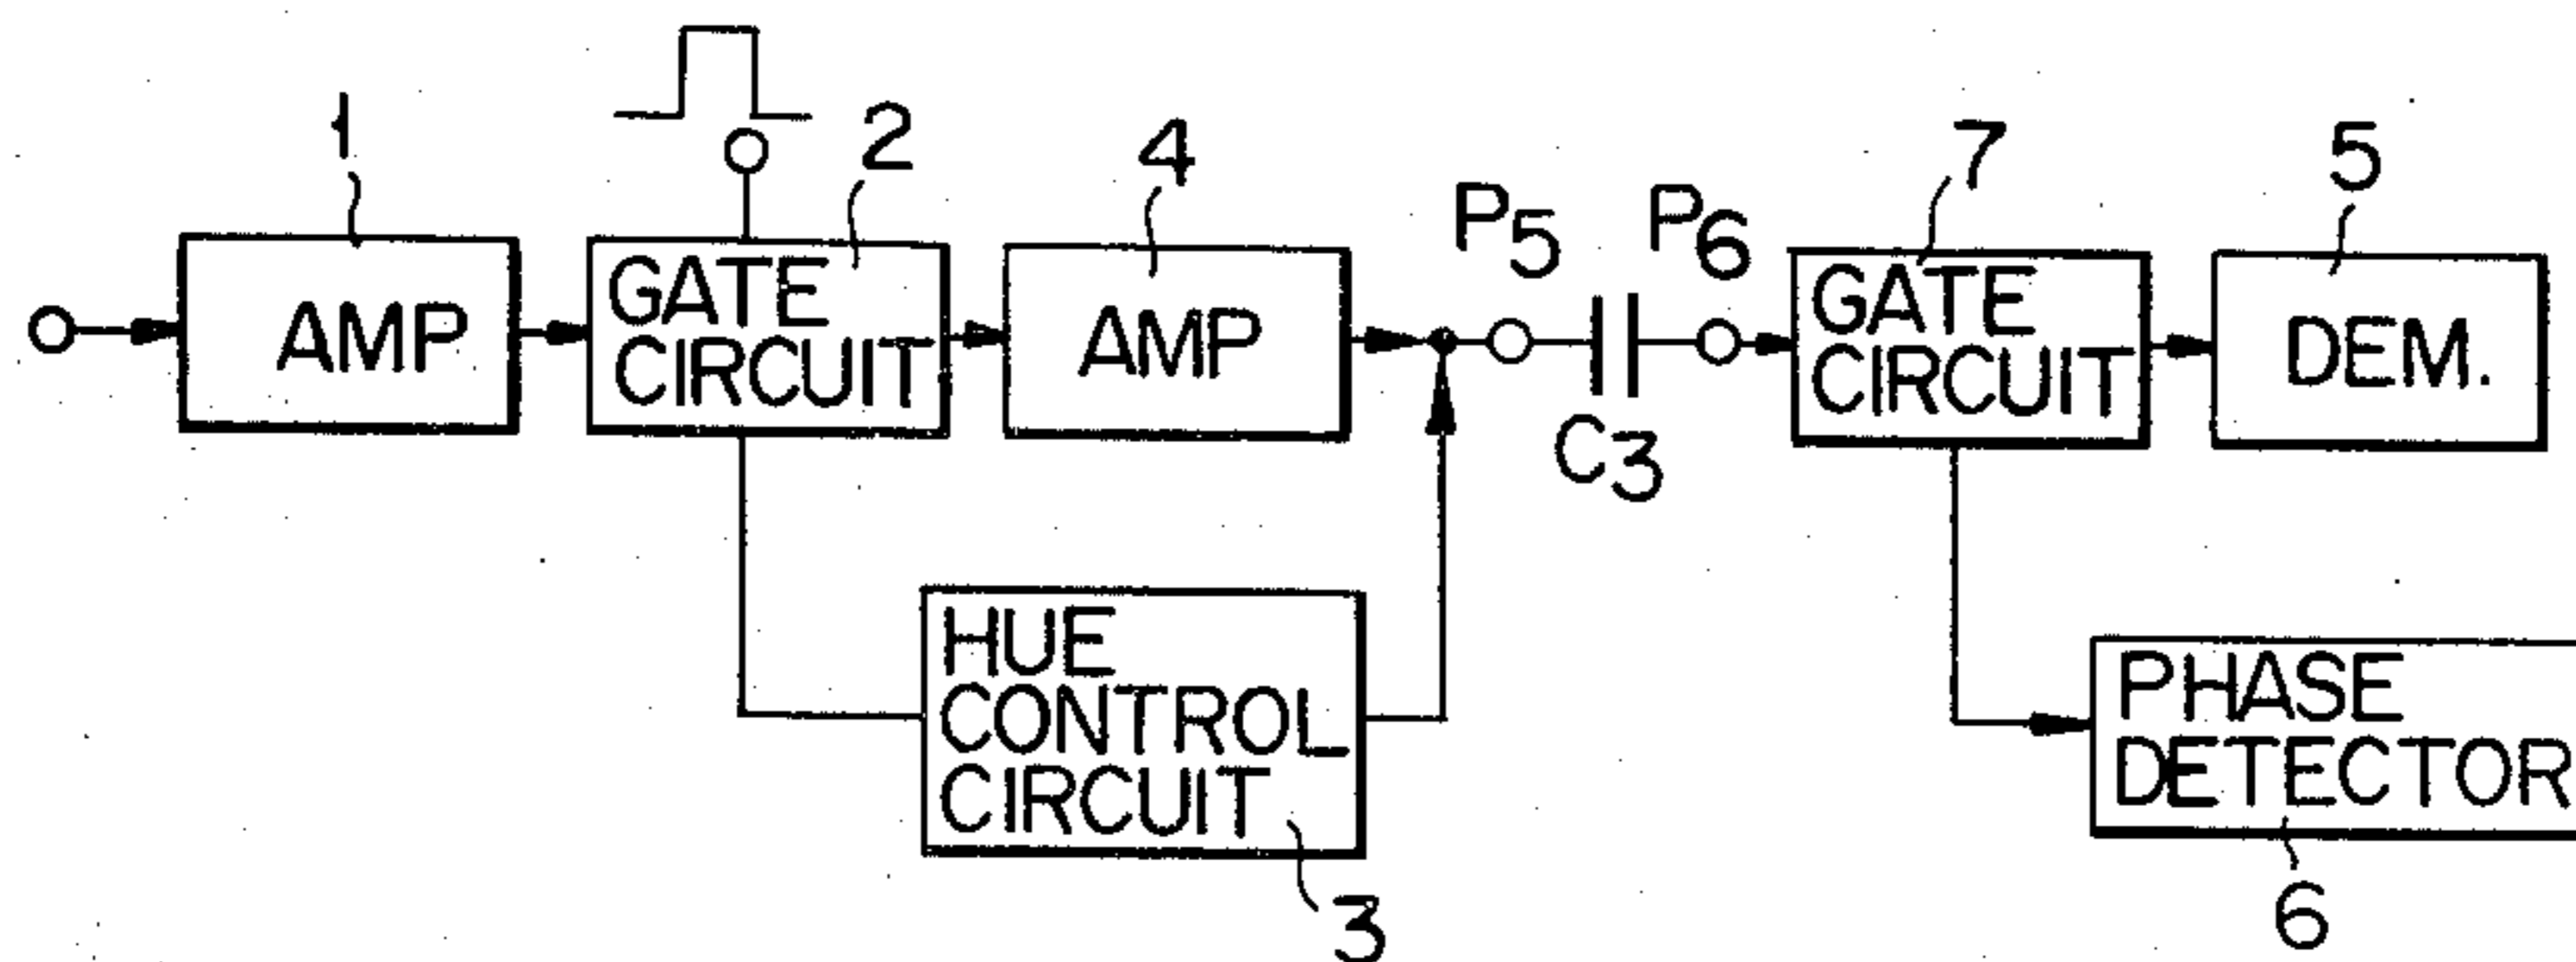 1
2
4
7
5
P5
P6
AMP
GATE
CIRCUIT
AMP
C3
GATE
CIRCUIT
DEM.
HUE
CONTROL
CIRCUIT
PHASE
DETECTOR
3
6